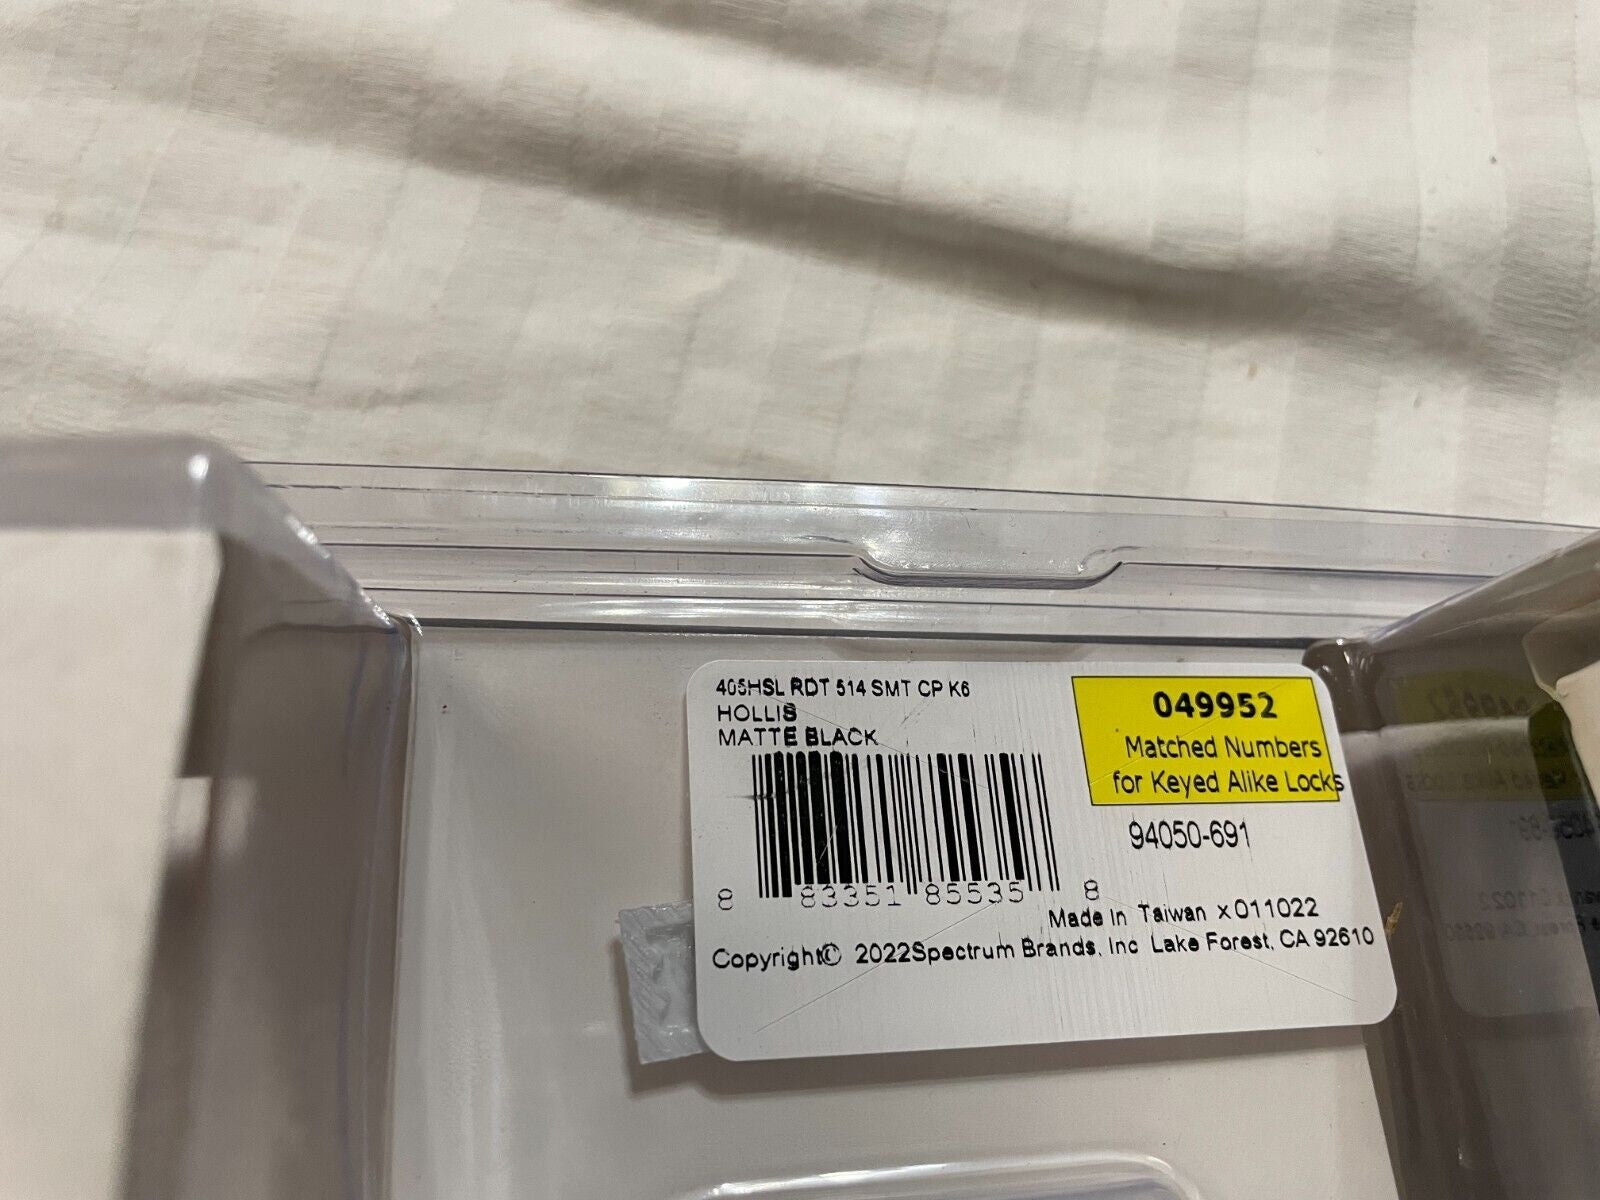 405HSL RDT 514 SMT CP K6
HOLLIS
MATTE BLACK
049952
Matched Numbers
for Keyed Alike Locks
94050-691
8 83351 85535 8
Made In Taiwan x011022
Copyright© 2022Spectrum Brands, Inc Lake Forest, CA 92610